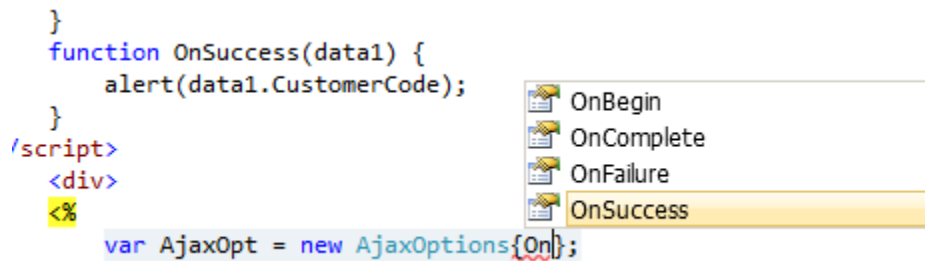 }
function OnSuccess(data1) {
alert(data1.CustomerCode);
}
/script>
<div>
<%
var AjaxOpt = new AjaxOptions{On};
OnBegin
OnComplete
OnFailure
OnSuccess